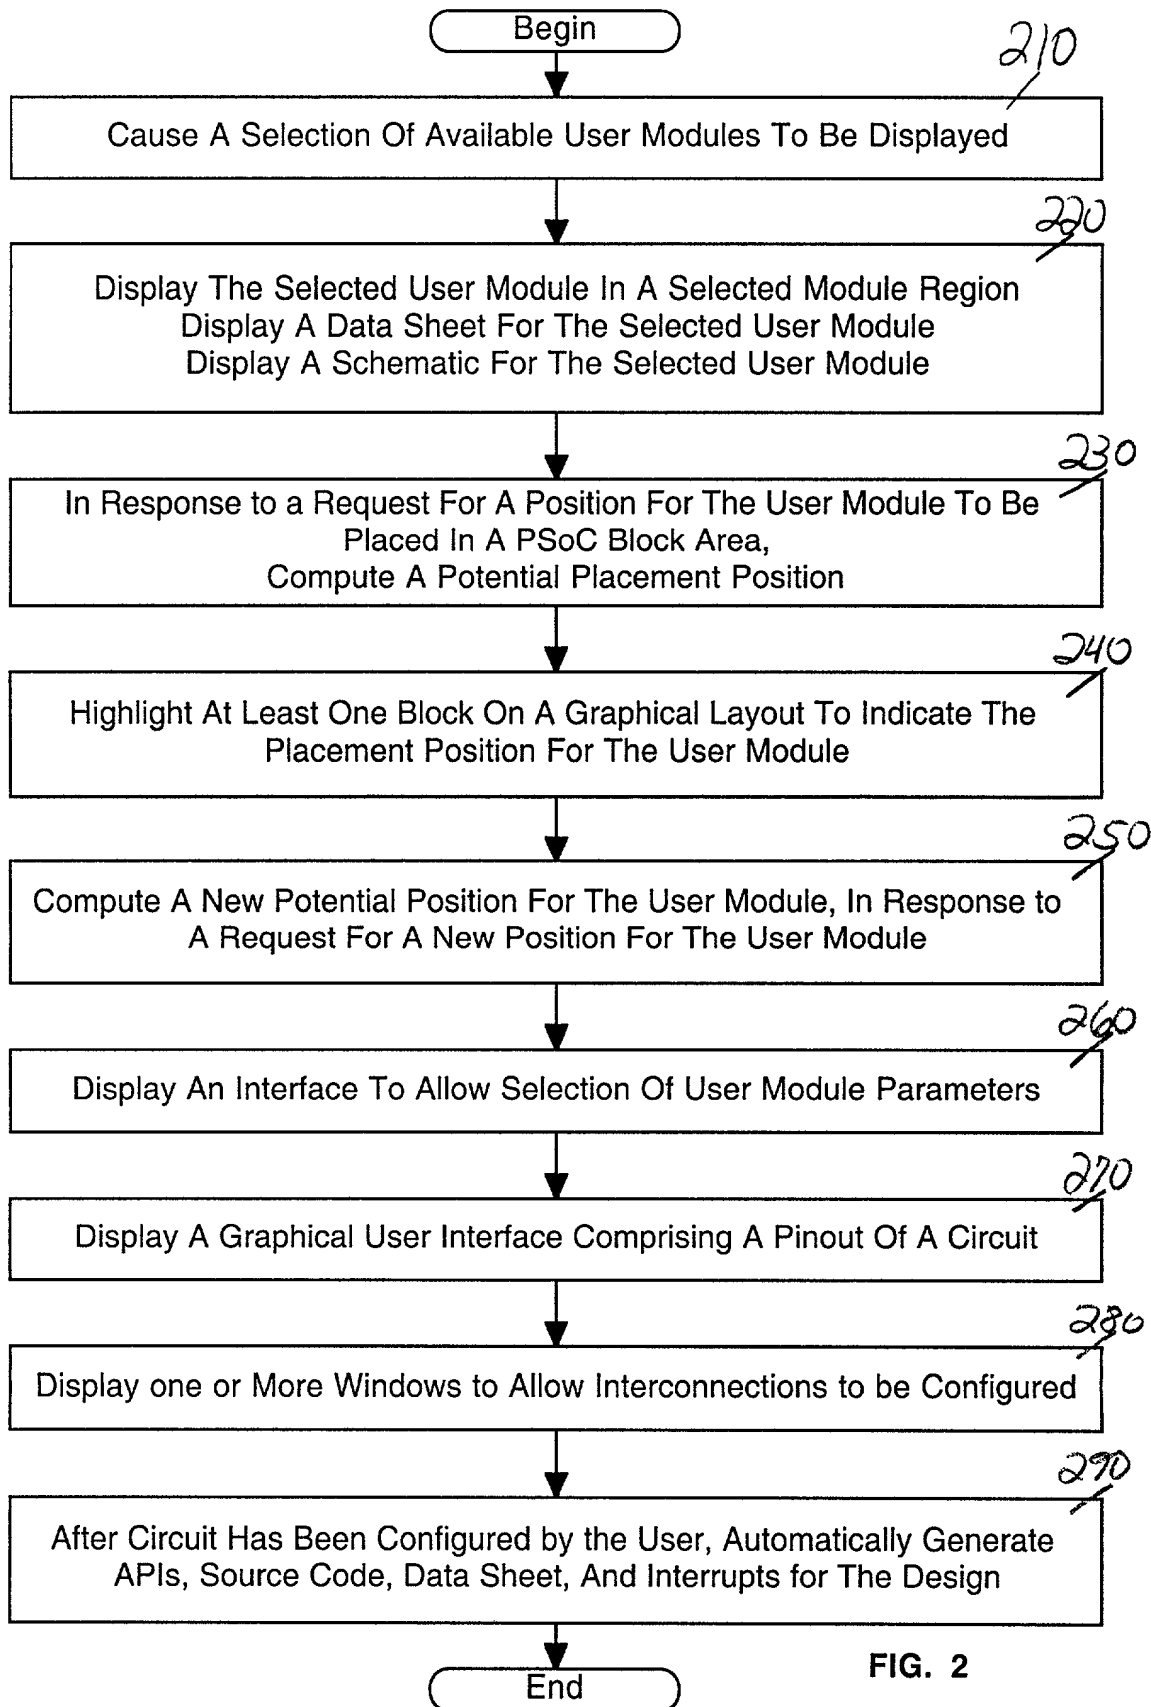 Begin
210
Cause A Selection Of Available User Modules To Be Displayed
220
Display The Selected User Module In A Selected Module Region
Display A Data Sheet For The Selected User Module
Display A Schematic For The Selected User Module
230
In Response to a Request For A Position For The User Module To Be
Placed In A PSoC Block Area,
Compute A Potential Placement Position
240
Highlight At Least One Block On A Graphical Layout To Indicate The
Placement Position For The User Module
250
Compute A New Potential Position For The User Module, In Response to
A Request For A New Position For The User Module
260
Display An Interface To Allow Selection Of User Module Parameters
270
Display A Graphical User Interface Comprising A Pinout Of A Circuit
280
Display one or More Windows to Allow Interconnections to be Configured
290
After Circuit Has Been Configured by the User, Automatically Generate
APIs, Source Code, Data Sheet, And Interrupts for The Design
FIG. 2
End